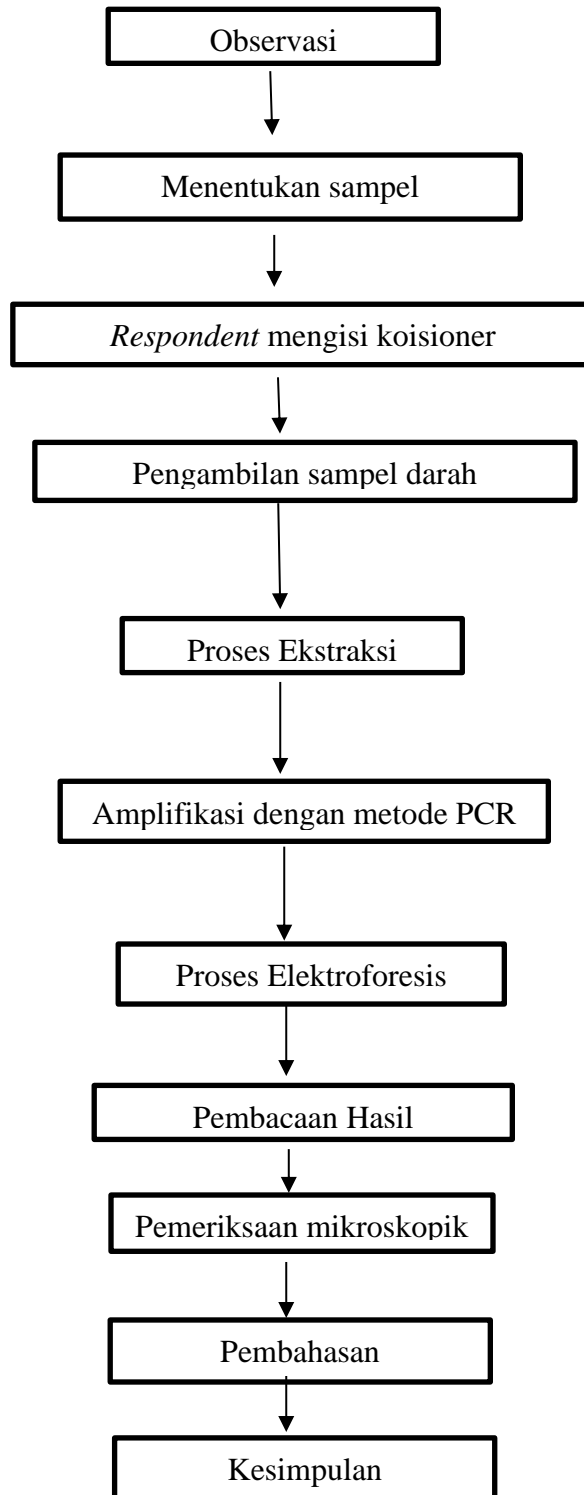 Observasi
Menentukan sampel
Respondent mengisi koisioner
Pengambilan sampel darah
Proses Ekstraksi
Amplifikasi dengan metode PCR
Proses Elektroforesis
Pembacaan Hasil
Pemeriksaan mikroskopik
Pembahasan
Kesimpulan